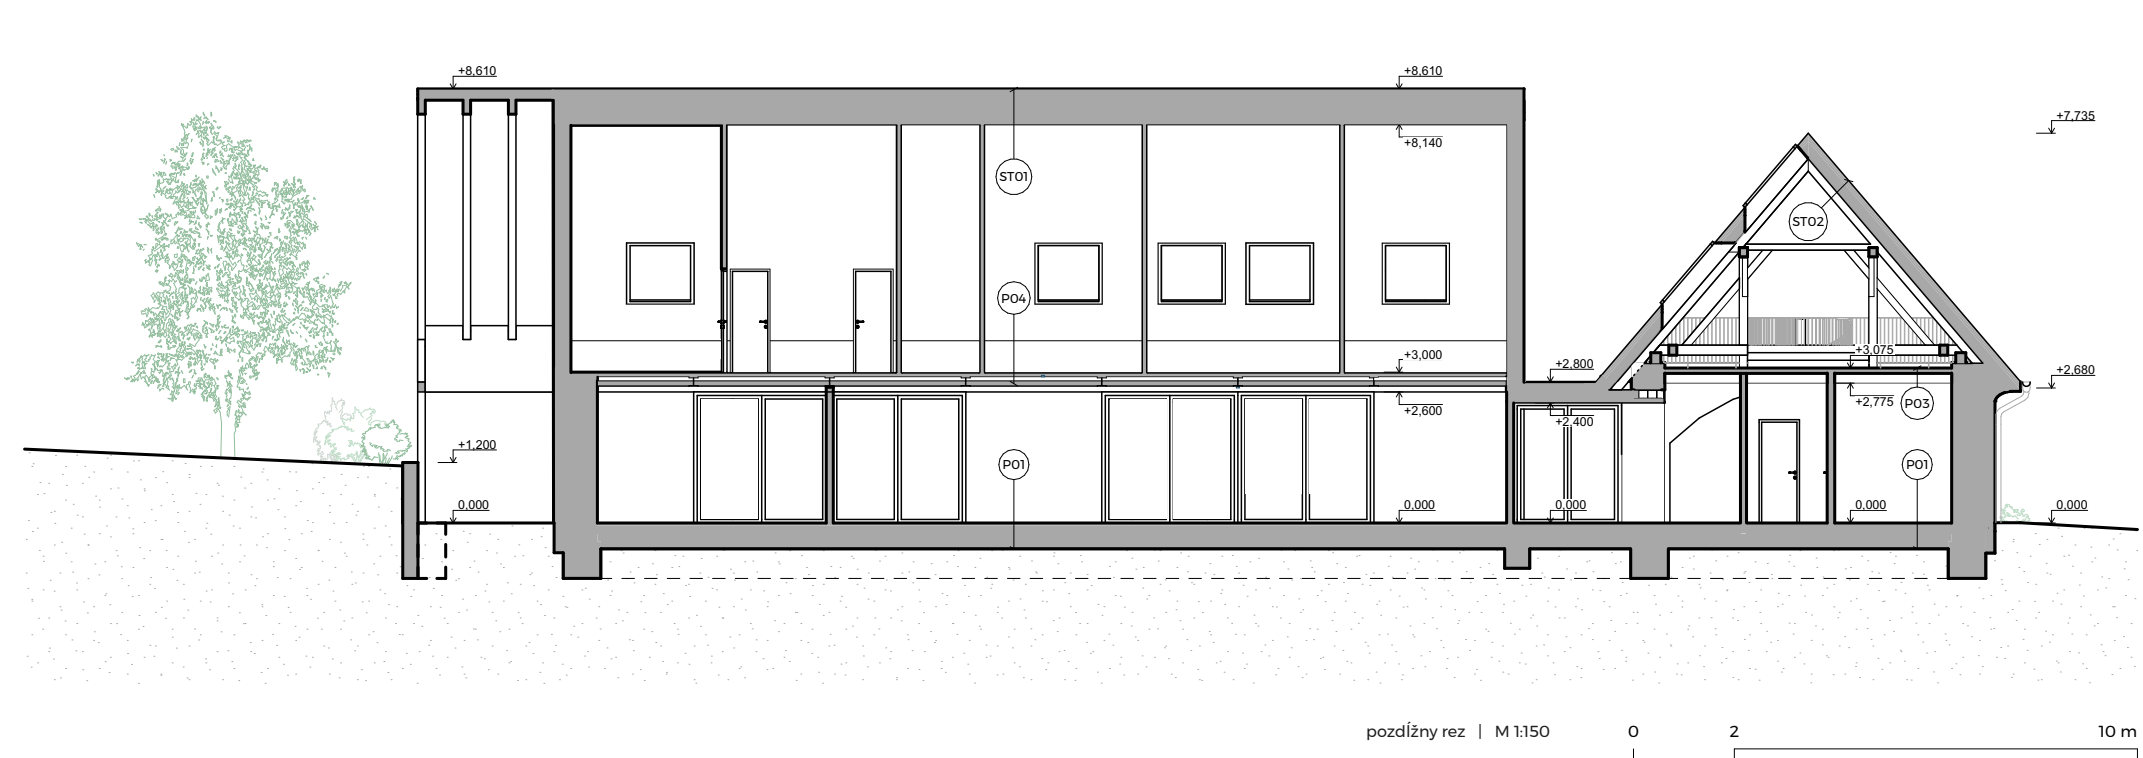 +8,610
+8,610
+7,735
+8,140
ST01
ST02
P04
+3,000
+3,075
+2,800
+2,680
+2,600
+2,775
P03
+2,400
+1,200
P01
P01
0,000
0,000
0,000
0,000
0,000
pozdĺžny rez | M 1:150
0 2 10 m